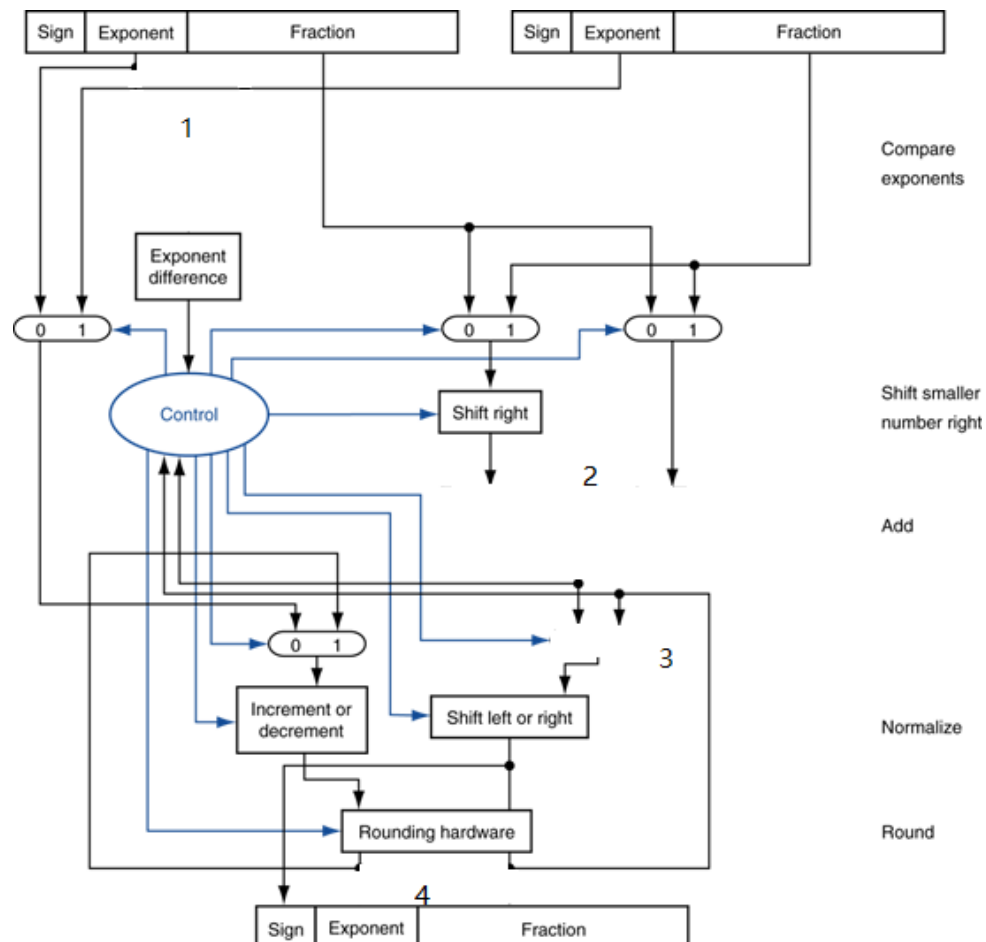 Sign Exponent Fraction Sign Exponent Fraction
1
Compare
exponents
Exponent
difference
0 1 0 1 0 1
Control
Shift right
Shift smaller
number right
2
Add
0 1
3
Increment or
decrement
Shift left or right
Normalize
Rounding hardware
Round
4
Sign Exponent Fraction